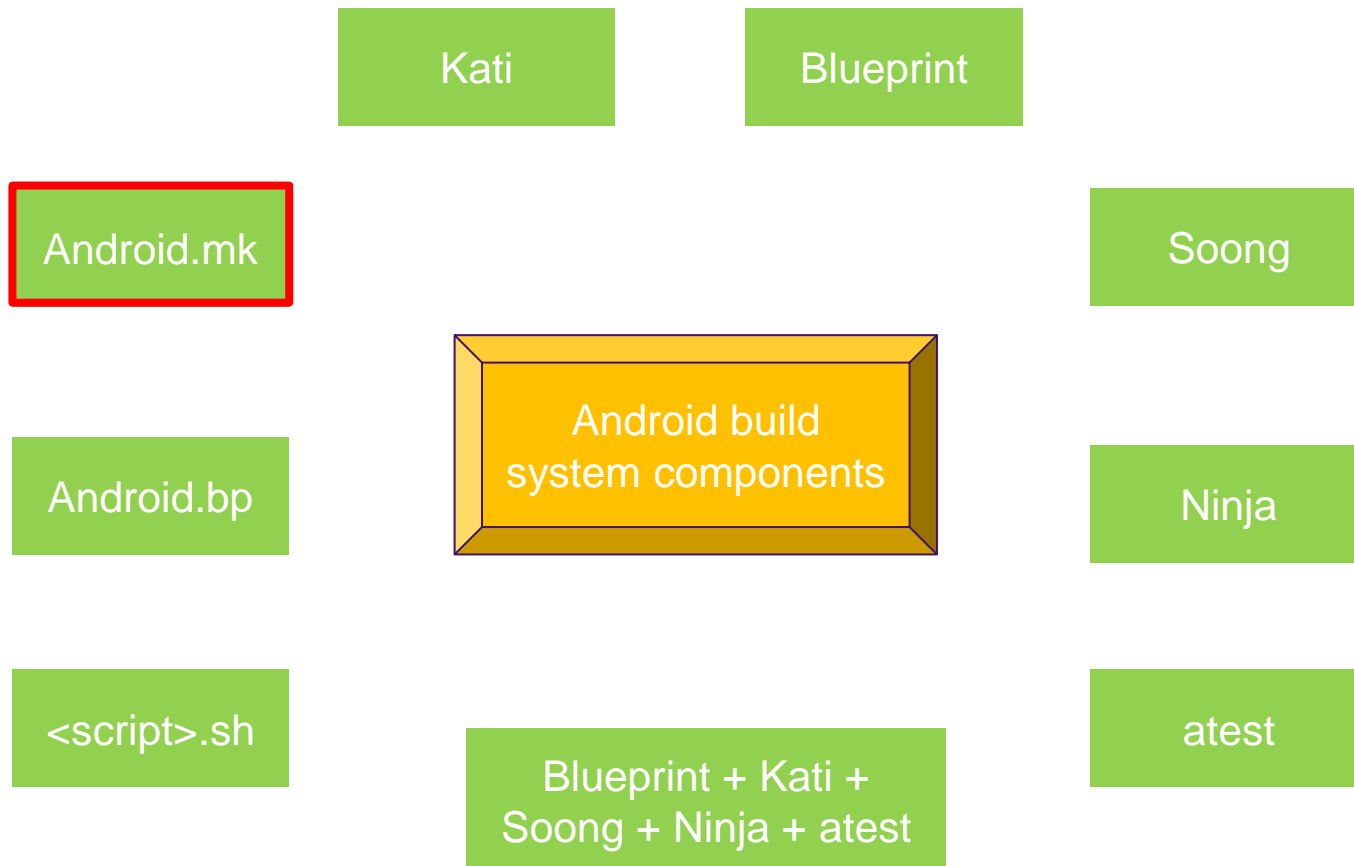 Kati
Blueprint
Android.mk
Soong
Android build
system components
Android.bp
Ninja
<script>.sh
atest
Blueprint + Kati +
Soong + Ninja + atest